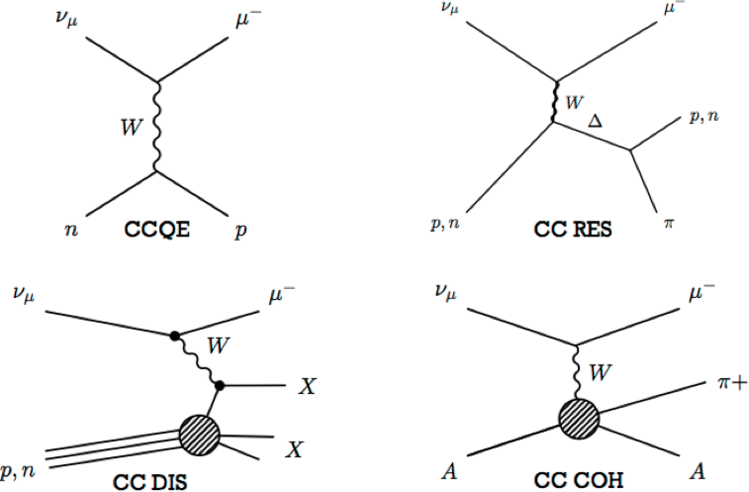 ν_μ μ⁻
W
n p
CCQE
ν_μ μ⁻
W
Δ
p, n
p, n π
CC RES
ν_μ μ⁻
W
X
X
p, n
CC DIS
ν_μ μ⁻
W
π+
A A
CC COH